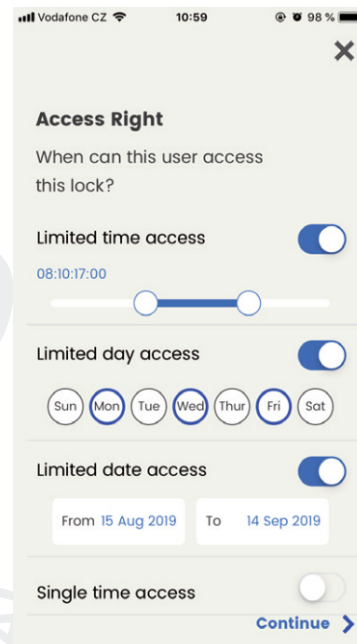 Vodafone CZ 10:59 98 %
Access Right
When can this user access
this lock?
Limited time access
08:10:17:00
Limited day access
Sun Mon Tue Wed Thur Fri Sat
Limited date access
From 15 Aug 2019 To 14 Sep 2019
Single time access
Continue